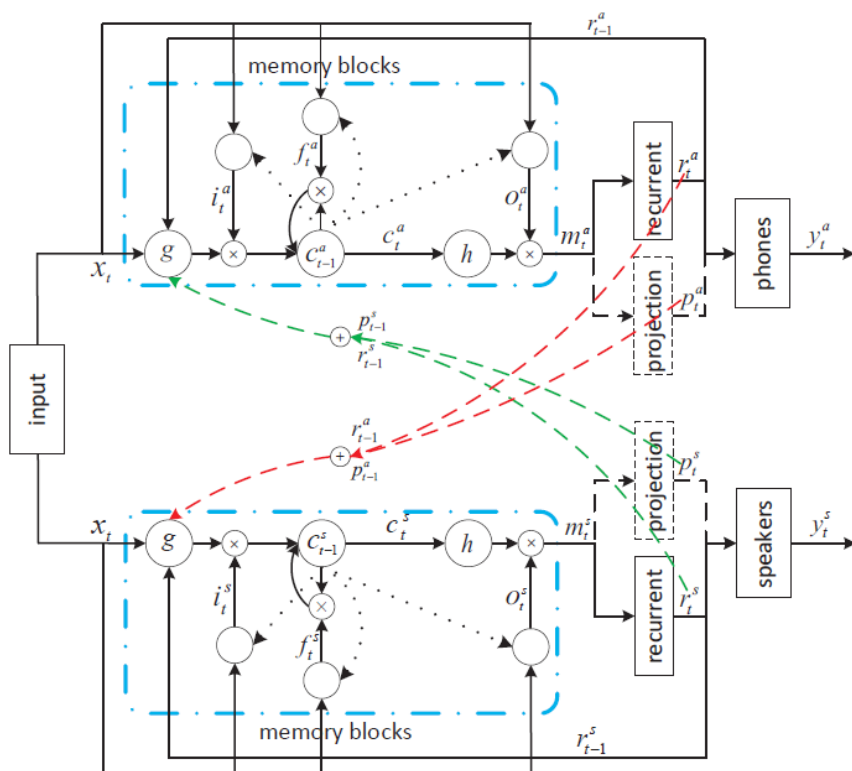 r_{t-1}^a
memory blocks
f_t^a
i_t^a
o_t^a
recurrent
r_t^a
x_t
g
×
×
c_{t-1}^a
c_t^a
h
×
m_t^a
phones
y_t^a
projection
p_t^a
p_{t-1}^s
+
r_{t-1}^s
input
r_{t-1}^a
+
p_{t-1}^a
projection
p_t^s
x_t
g
×
c_{t-1}^s
c_t^s
h
×
m_t^s
speakers
y_t^s
i_t^s
×
o_t^s
recurrent
r_t^s
f_t^s
memory blocks
r_{t-1}^s